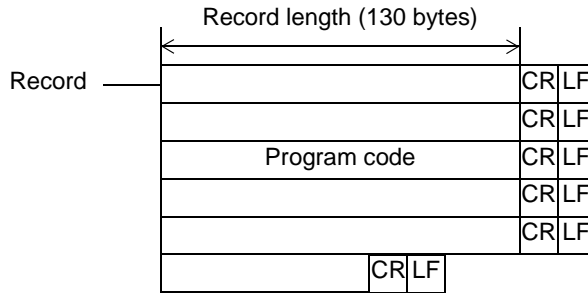 Record length (130 bytes)
Record CR LF
CR LF
Program code CR LF
CR LF
CR LF
CR LF